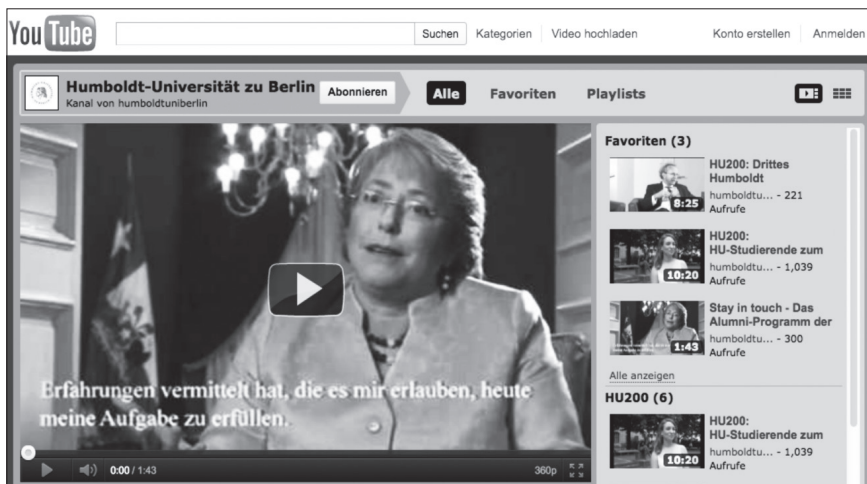 You Tube
Suchen Kategorien Video hochladen Konto erstellen Anmelden
Humboldt-Universität zu Berlin
Kanal von humboldtuniberlin
Abonnieren
Alle Favoriten Playlists
Erfahrungen vermittelt hat, die es mir erlauben, heute
meine Aufgabe zu erfüllen.
0:00 / 1:43
360p
Favoriten (3)
8:25
HU200: Drittes
Humboldt
humboldtu... - 221
Aufrufe
10:20
HU200:
HU-Studierende zum
humboldtu... - 1,039
Aufrufe
1:43
Stay in touch - Das
Alumni-Programm der
humboldtu... - 300
Aufrufe
Alle anzeigen
HU200 (6)
10:20
HU200:
HU-Studierende zum
humboldtu... - 1,039
Aufrufe